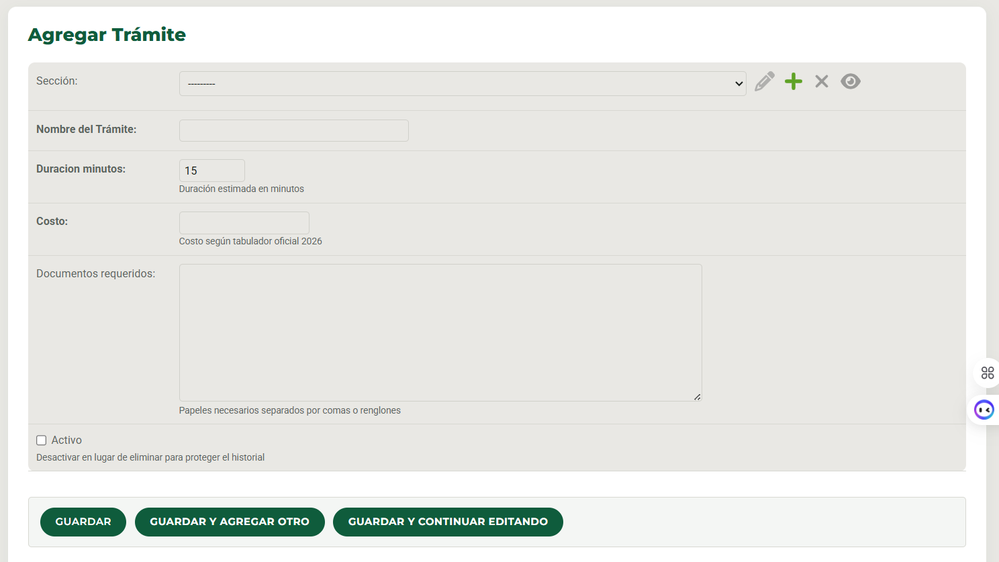 Agregar Trámite
Sección:
---------
Nombre del Trámite:
Duracion minutos:
15
Duración estimada en minutos
Costo:
Costo según tabulador oficial 2026
Documentos requeridos:
Papeles necesarios separados por comas o renglones
Activo
Desactivar en lugar de eliminar para proteger el historial
GUARDAR
GUARDAR Y AGREGAR OTRO
GUARDAR Y CONTINUAR EDITANDO